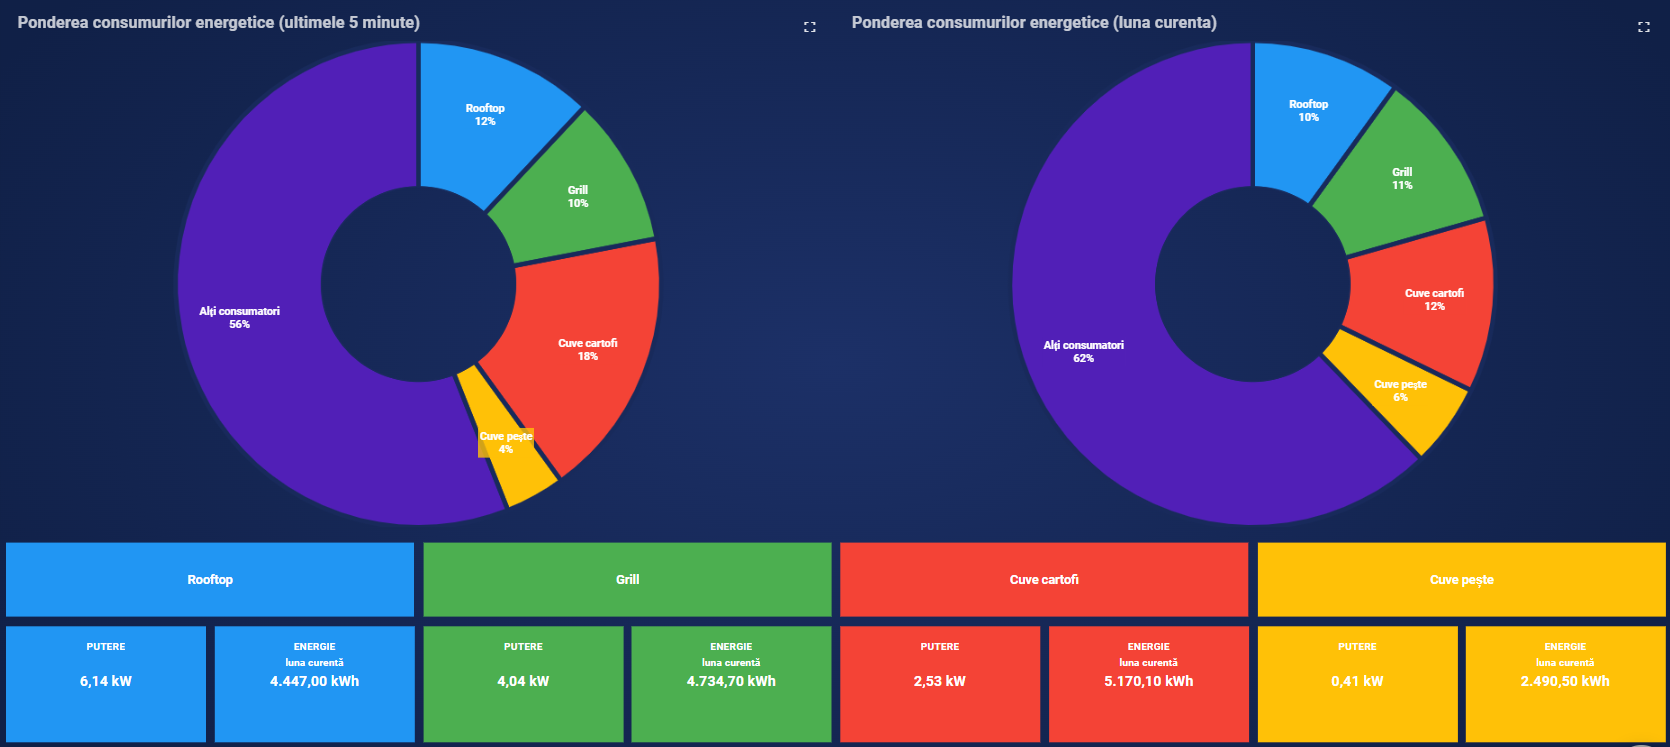 Ponderea consumurilor energetice (ultimele 5 minute)
Rooftop
12%
Grill
10%
Cuve cartofi
18%
Cuve pește
4%
Alți consumatori
56%
Ponderea consumurilor energetice (luna curenta)
Rooftop
10%
Grill
11%
Cuve cartofi
12%
Cuve pește
6%
Alți consumatori
62%
Rooftop
Grill
Cuve cartofi
Cuve pește
PUTERE
6,14 kW
ENERGIE
luna curentă
4.447,00 kWh
PUTERE
4,04 kW
ENERGIE
luna curentă
4.734,70 kWh
PUTERE
2,53 kW
ENERGIE
luna curentă
5.170,10 kWh
PUTERE
0,41 kW
ENERGIE
luna curentă
2.490,50 kWh